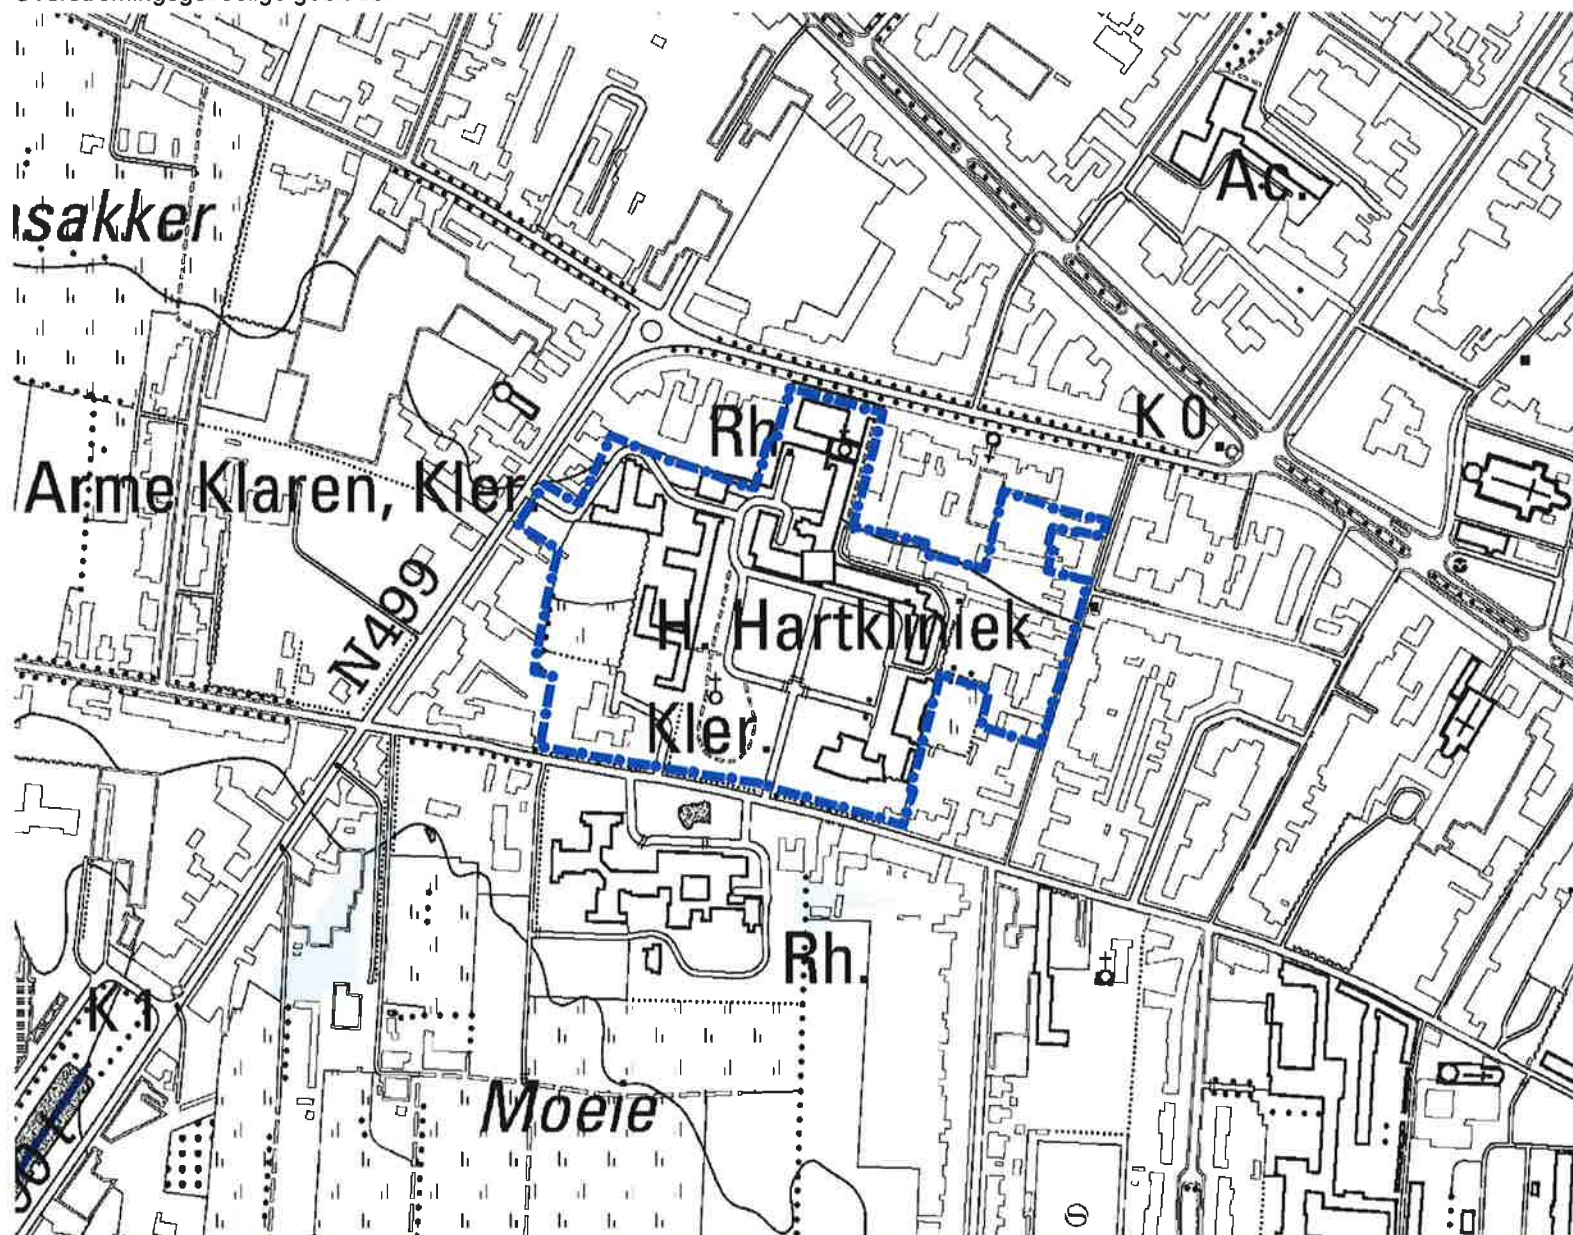 sakker
Ac.
Rh.
K 0
Arme Klaren, Kler
N499
H. Hartkliniek
Kler.
Rh.
K 1
Moeie